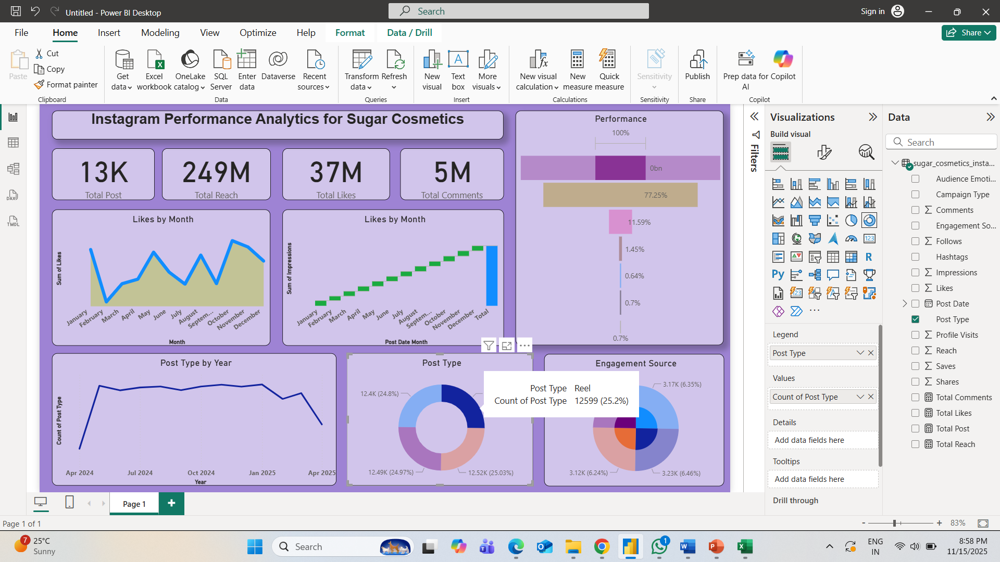 Untitled - Power BI Desktop
Search
Sign in
File
Home
Insert
Modeling
View
Optimize
Help
Format
Data / Drill
Share
Paste
Cut
Copy
Format painter
Clipboard
Get data
Excel workbook
OneLake catalog
SQL Server
Enter data
Dataverse
Recent sources
Data
Transform data
Refresh
Queries
New visual
Text box
More visuals
Insert
New visual calculation
New measure
Quick measure
Calculations
Sensitivity
Sensitivity
Publish
Share
Prep data for AI
Copilot
Copilot
Instagram Performance Analytics for Sugar Cosmetics
13K
Total Post
249M
Total Reach
37M
Total Likes
5M
Total Comments
Performance
100%
0bn
77.25%
11.59%
1.45%
0.64%
0.7%
0.7%
Likes by Month
Sum of Likes
January
February
March
April
May
June
July
August
Septem...
October
November
December
Month
Likes by Month
Sum of Impressions
January
February
March
April
May
June
July
August
Septem...
October
November
December
Total
Post Date Month
Post Type by Year
Count of Post Type
Apr 2024
Jul 2024
Oct 2024
Jan 2025
Apr 2025
Year
Post Type
12.4K (24.8%)
12.49K (24.97%)
12.52K (25.03%)
Post Type Reel
Count of Post Type 12599 (25.2%)
Engagement Source
3.17K (6.35%)
3.12K (6.24%)
3.23K (6.46%)
Filters
Visualizations
Build visual
123
R
Py
Legend
Post Type
Values
Count of Post Type
Details
Add data fields here
Tooltips
Add data fields here
Drill through
Data
Search
sugar_cosmetics_insta...
Audience Emoti...
Campaign Type
Comments
Engagement So...
Follows
Hashtags
Impressions
Likes
Post Date
Post Type
Profile Visits
Reach
Saves
Shares
Total Comments
Total Likes
Total Post
Total Reach
DAX
TMDL
Page 1
Page 1 of 1
83%
7
25°C
Sunny
Search
1
ENG
IN
8:58 PM
11/15/2025